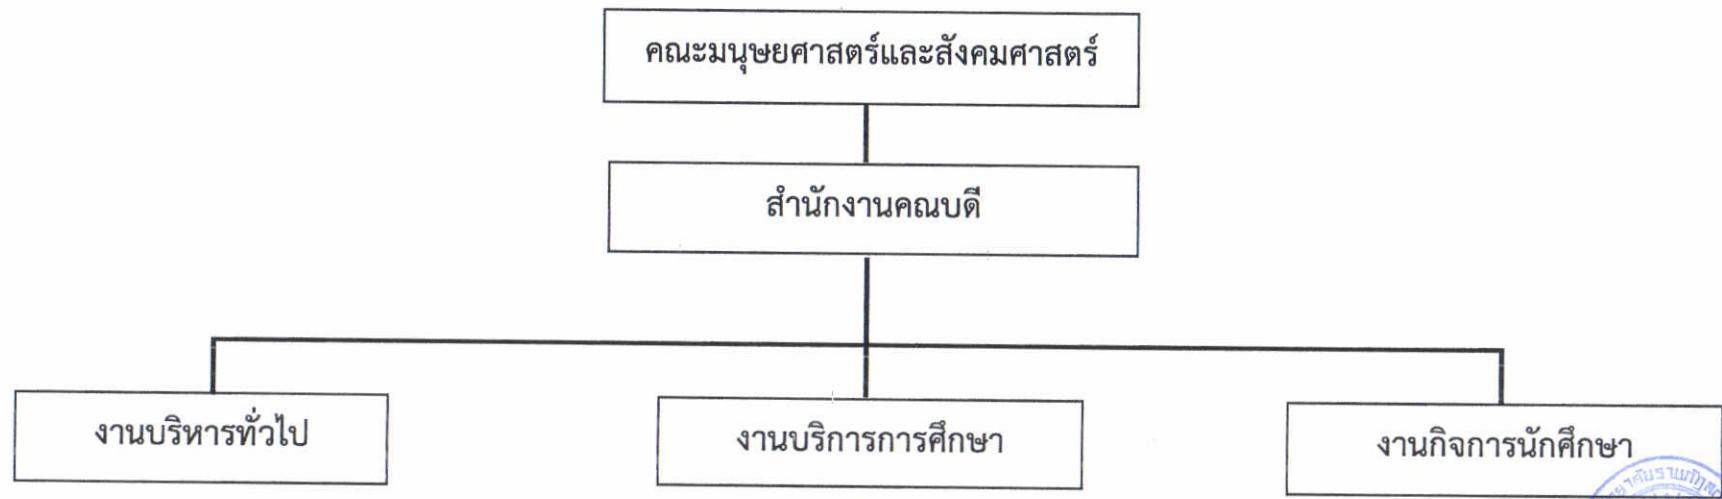 คณะมนุษยศาสตร์และสังคมศาสตร์
สำนักงานคณบดี
งานบริหารทั่วไป
งานบริการการศึกษา
งานกิจการนักศึกษา